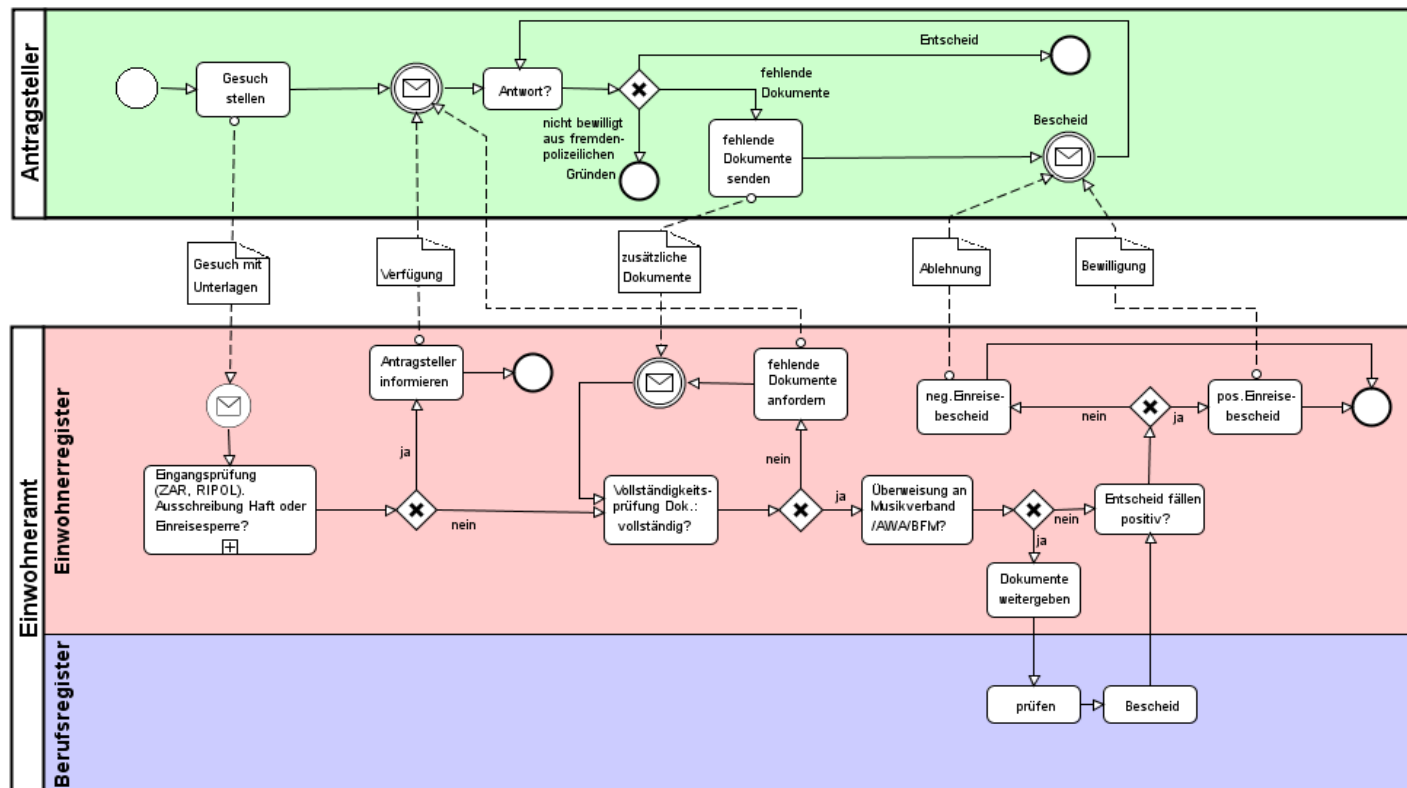 Antragsteller
Gesuch
stellen
Antwort?
Entscheid
fehlende
Dokumente
nicht bewilligt
aus fremden-
polizeilichen
Gründen
fehlende
Dokumente
senden
Bescheid
Gesuch mit
Unterlagen
Verfügung
zusätzliche
Dokumente
Ablehnung
Bewilligung
Einwohneramt
Einwohnerregister
Antragsteller
informieren
fehlende
Dokumente
anfordern
neg.Einreise-
bescheid
nein
ja
pos.Einreise-
bescheid
ja
nein
Eingangsprüfung
(ZAR, RIPOL).
Ausschreibung Haft oder
Einreisesperre?
nein
Vollständigkeits-
prüfung Dok.:
vollständig?
ja
Überweisung an
Musikverband
/AWA/BFM?
nein
ja
Entscheid fällen
positiv?
Dokumente
weitergeben
Berufsregister
prüfen
Bescheid